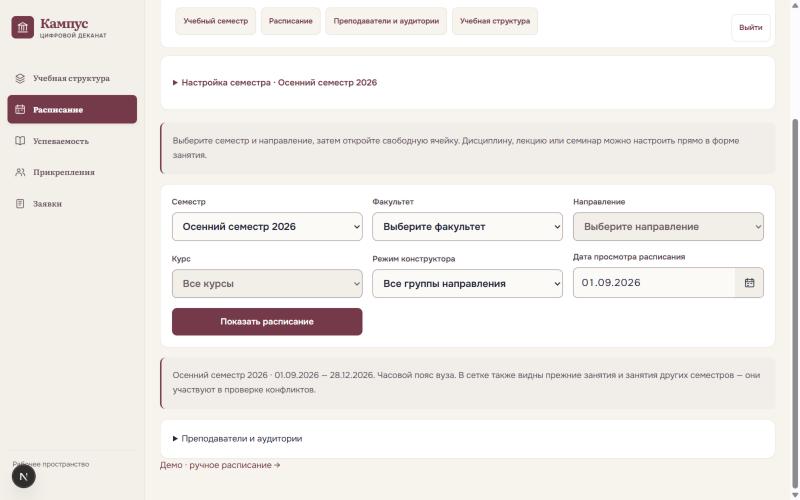 Кампус
ЦИФРОВОЙ ДЕКАНАТ
Учебная структура
Расписание
Успеваемость
Прикрепления
Заявки
Рабочее пространство
N
Учебный семестр
Расписание
Преподаватели и аудитории
Учебная структура
Выйти
▶ Настройка семестра · Осенний семестр 2026
Выберите семестр и направление, затем откройте свободную ячейку. Дисциплину, лекцию или семинар можно настроить прямо в форме
занятия.
Семестр
Факультет
Направление
Осенний семестр 2026
Выберите факультет
Выберите направление
Курс
Режим конструктора
Дата просмотра расписания
Все курсы
Все группы направления
01.09.2026
Показать расписание
Осенний семестр 2026 · 01.09.2026 — 28.12.2026. Часовой пояс вуза. В сетке также видны прежние занятия и занятия других семестров — они
участвуют в проверке конфликтов.
▶ Преподаватели и аудитории
Демо · ручное расписание →